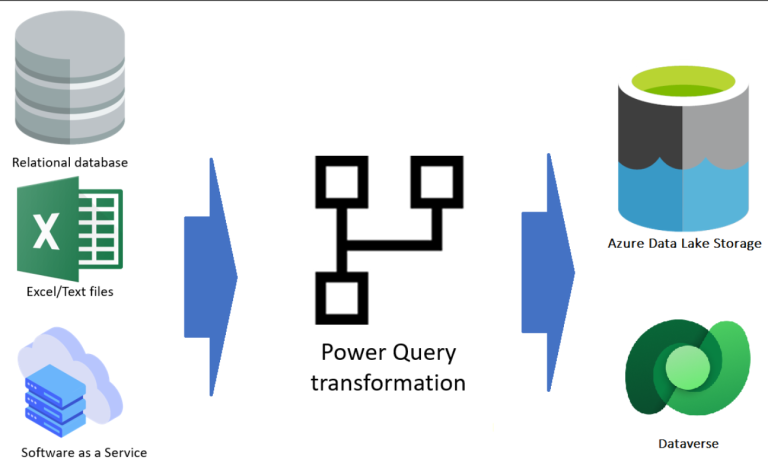 Relational database
X
Excel/Text files
Software as a Service
Power Query
transformation
Azure Data Lake Storage
Dataverse